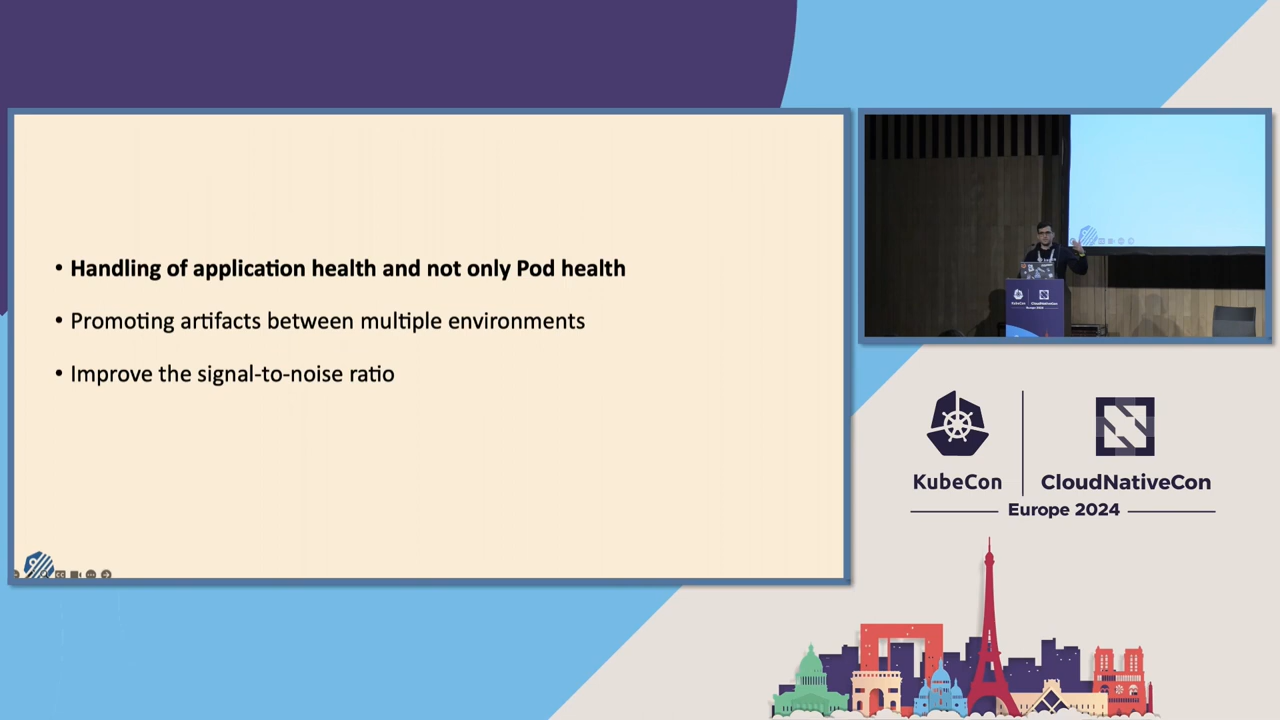 • Handling of application health and not only Pod health
• Promoting artifacts between multiple environments
• Improve the signal-to-noise ratio
KubeCon
CloudNativeCon
Europe 2024